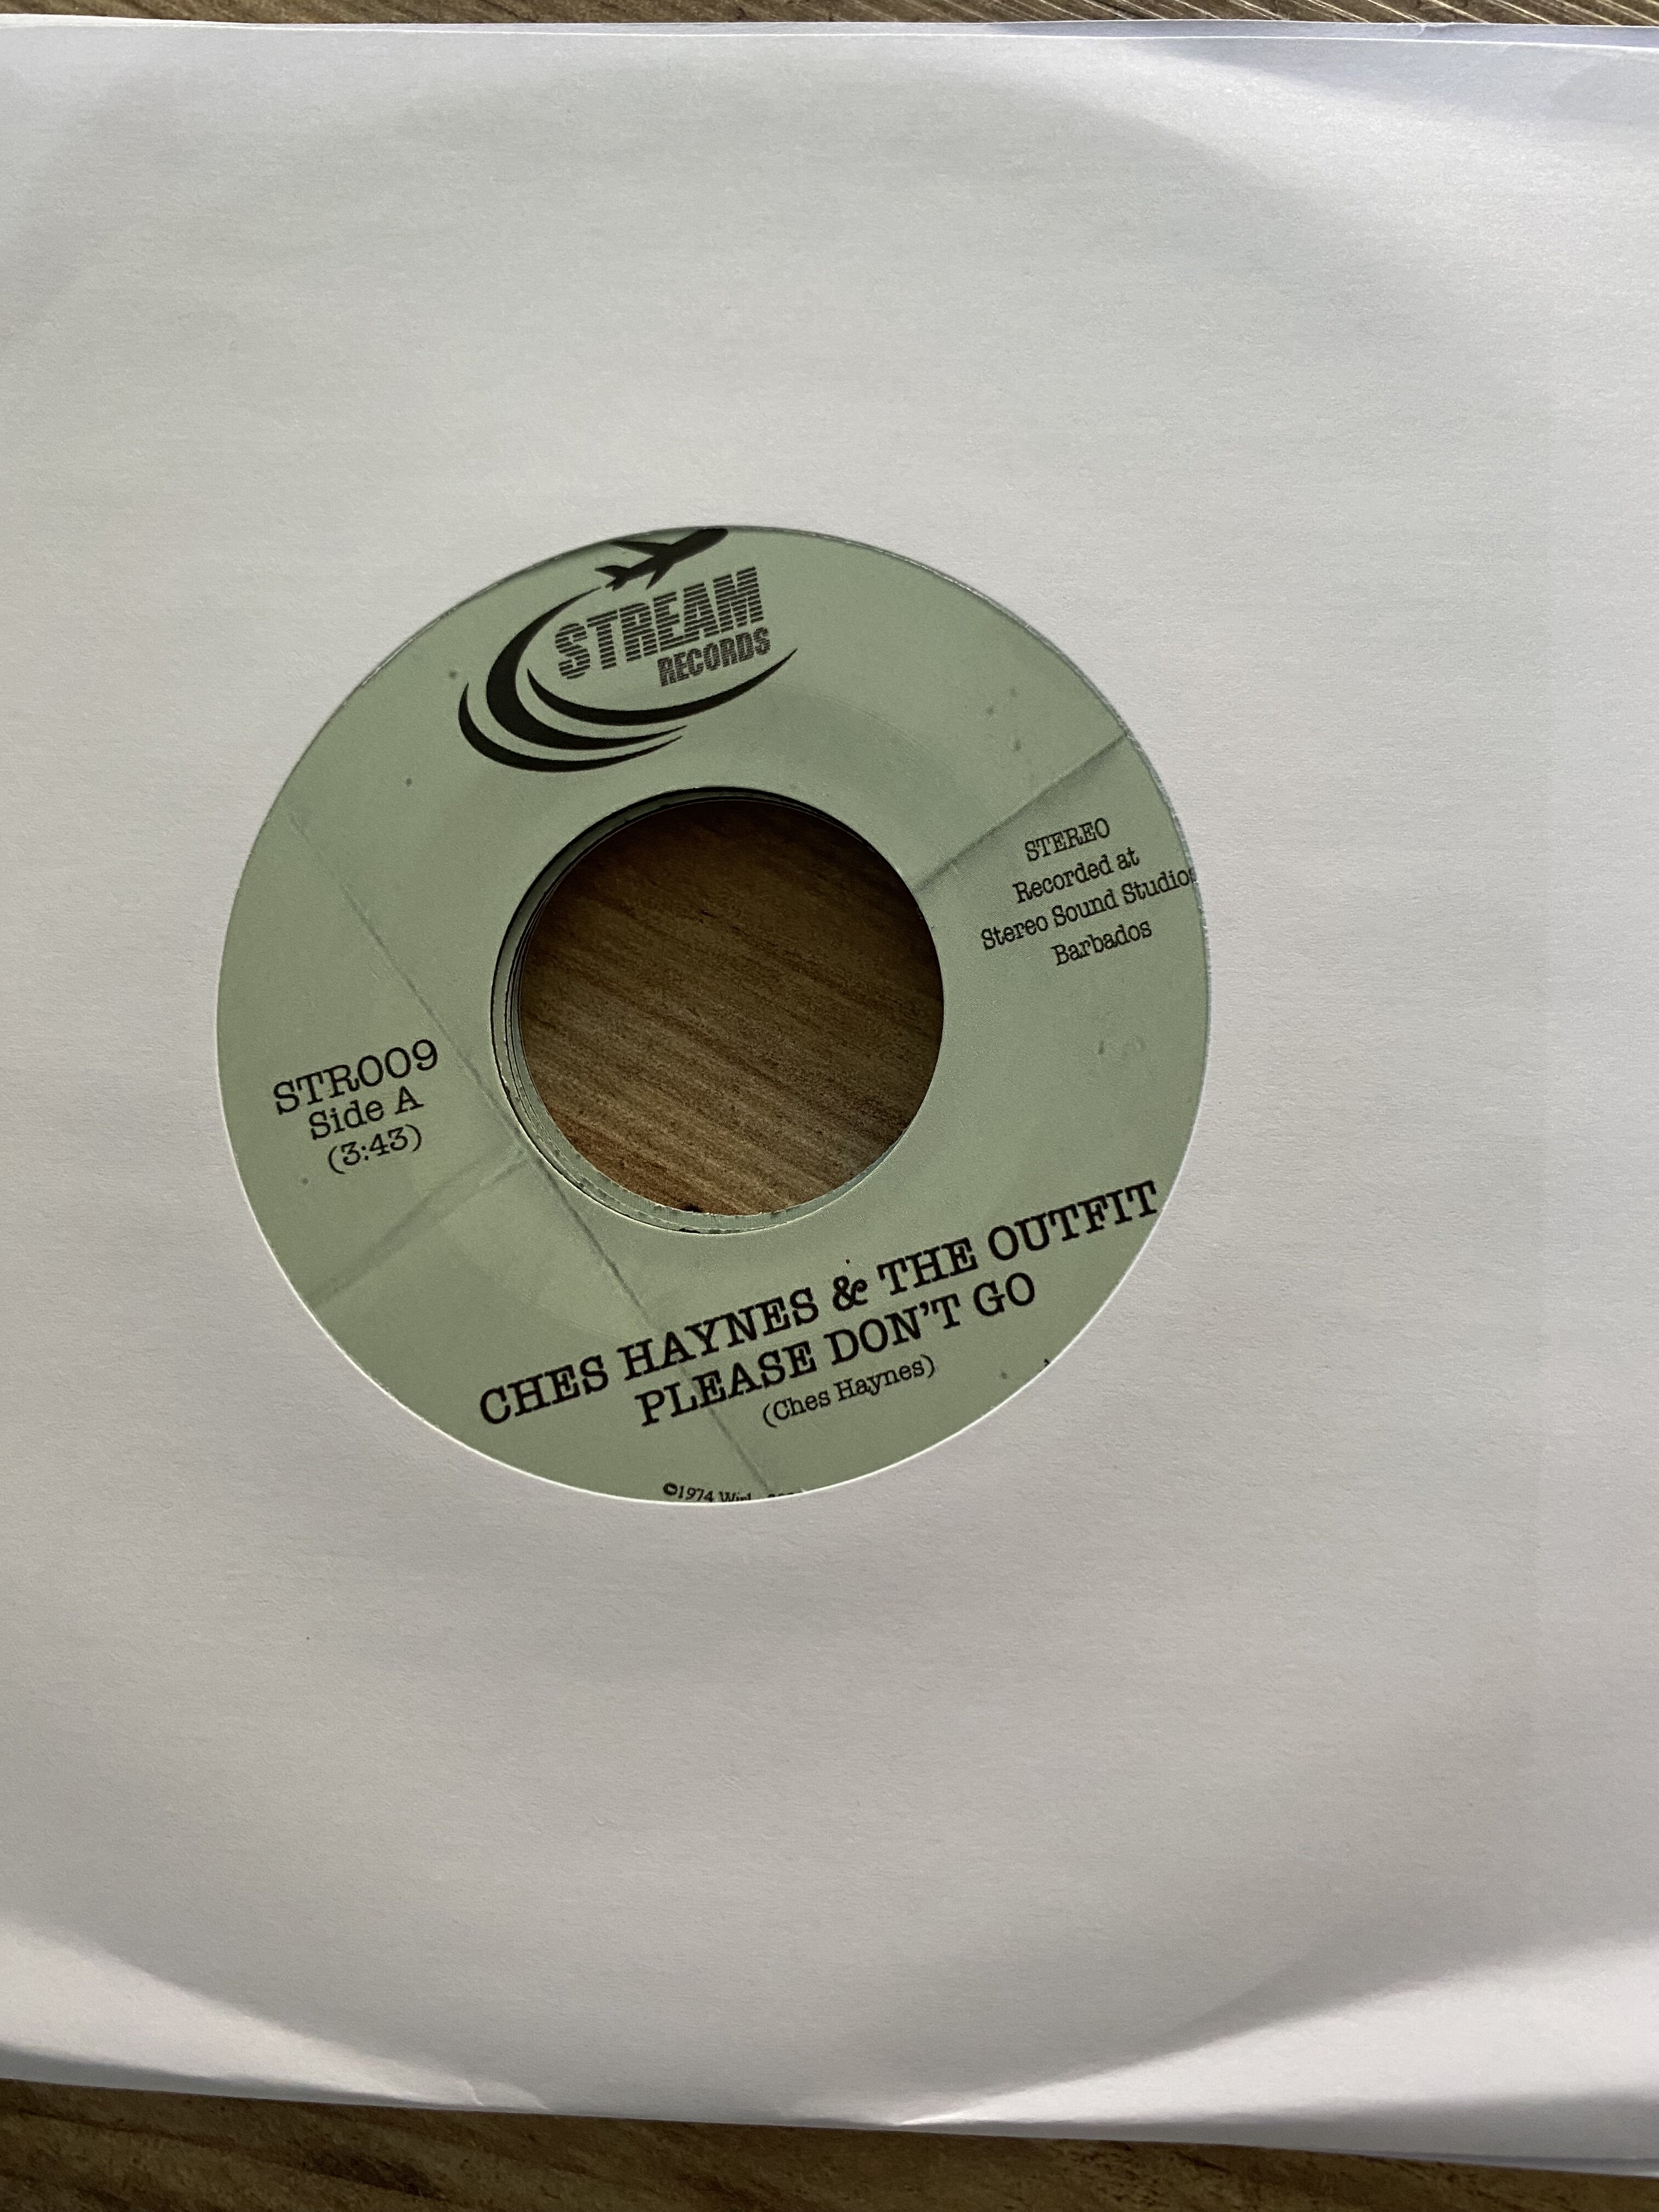 STREAM
RECORDS
STEREO
Recorded at
Stereo Sound Studios
Barbados
STR009
Side A
(3:43)
CHES HAYNES & THE OUTFIT
PLEASE DON'T GO
(Ches Haynes)
©1974